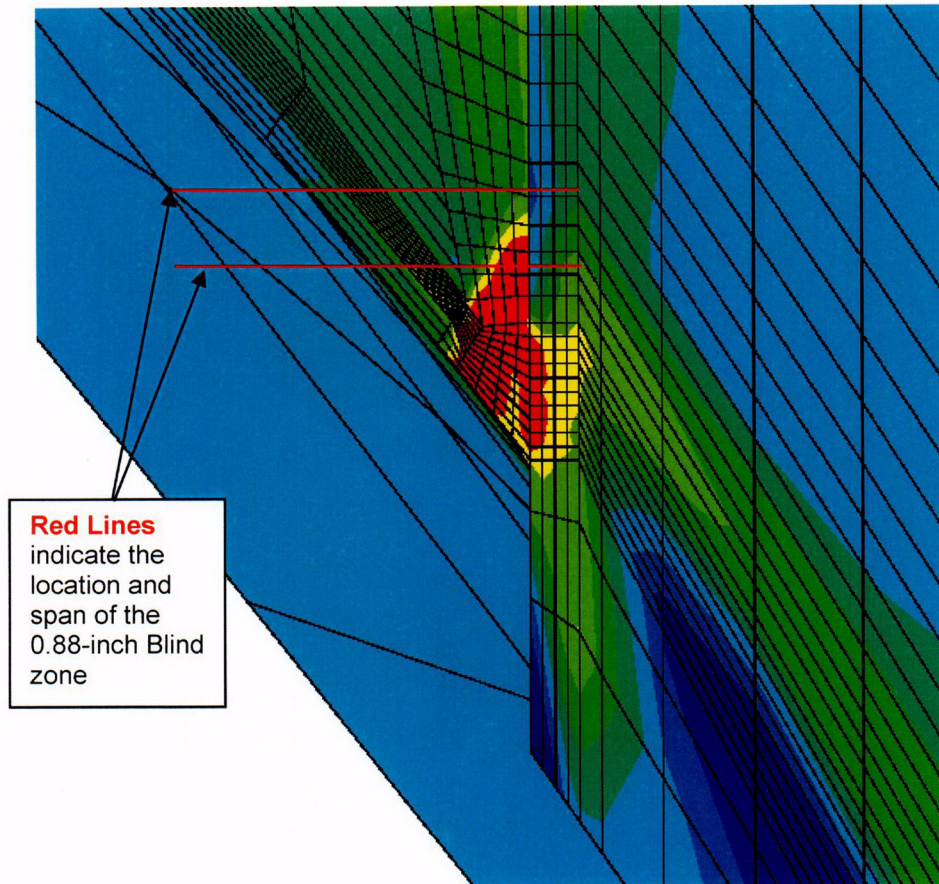 Red Lines
indicate the
location and
span of the
0.88-inch Blind
zone